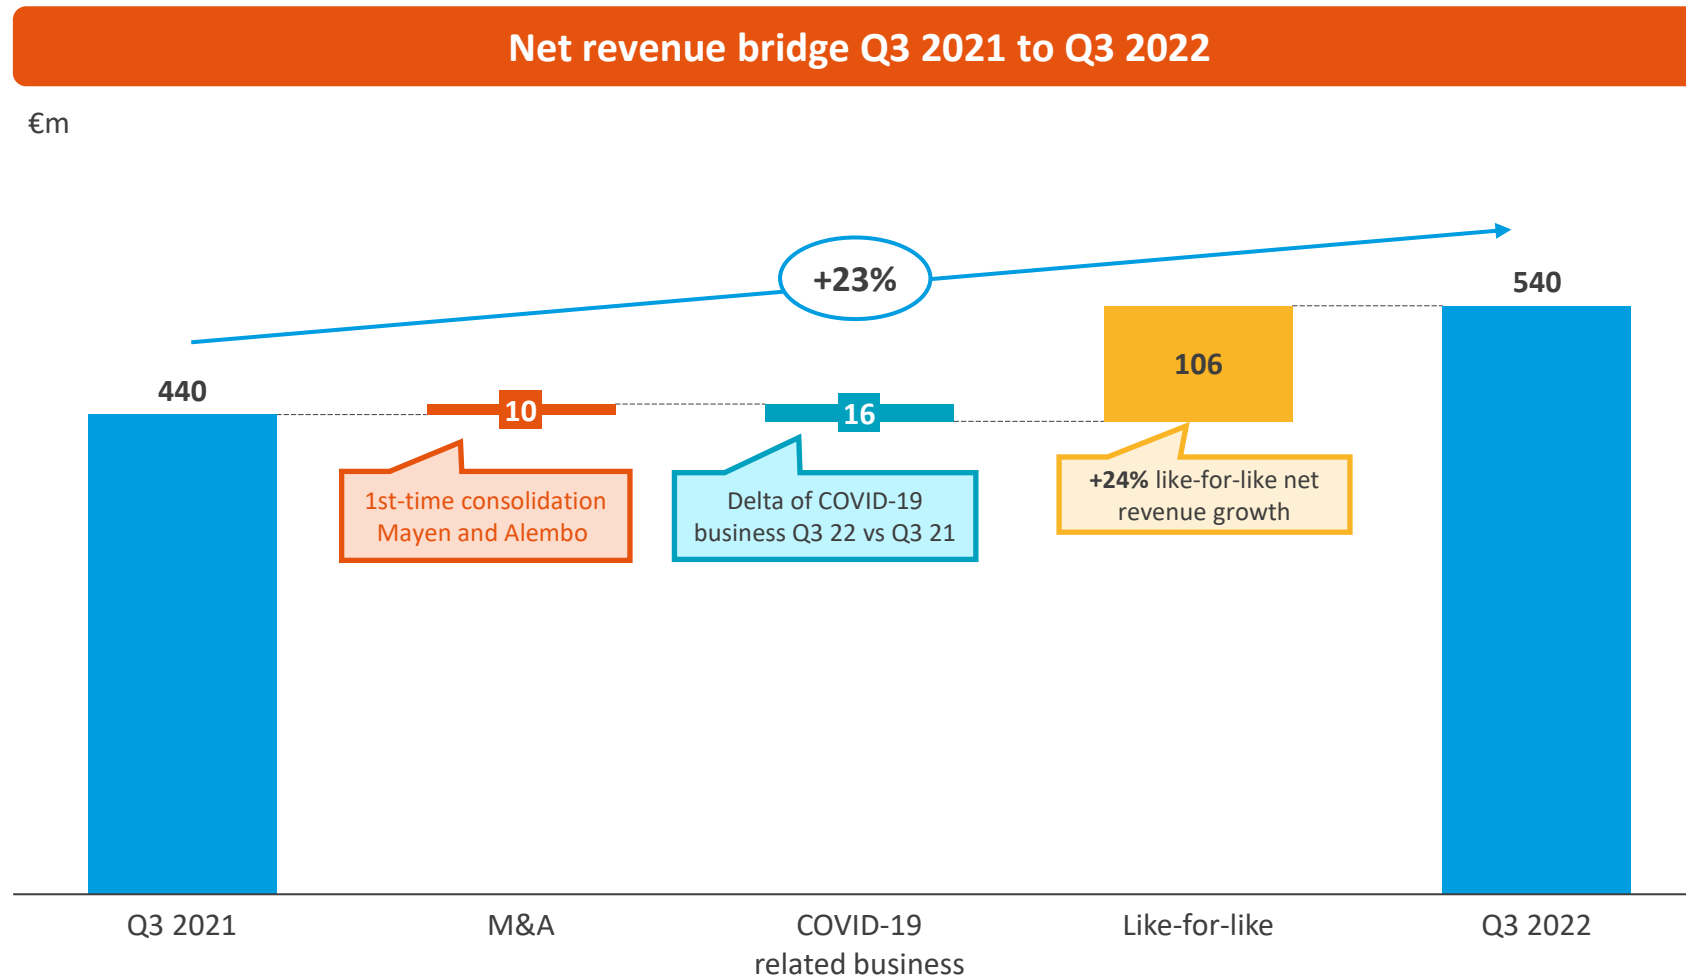 Net revenue bridge Q3 2021 to Q3 2022
€m
+23%
540
440
106
10
16
1st-time consolidation
Mayen and Alembo
Delta of COVID-19
business Q3 22 vs Q3 21
+24% like-for-like net
revenue growth
Q3 2021
M&A
COVID-19
related business
Like-for-like
Q3 2022